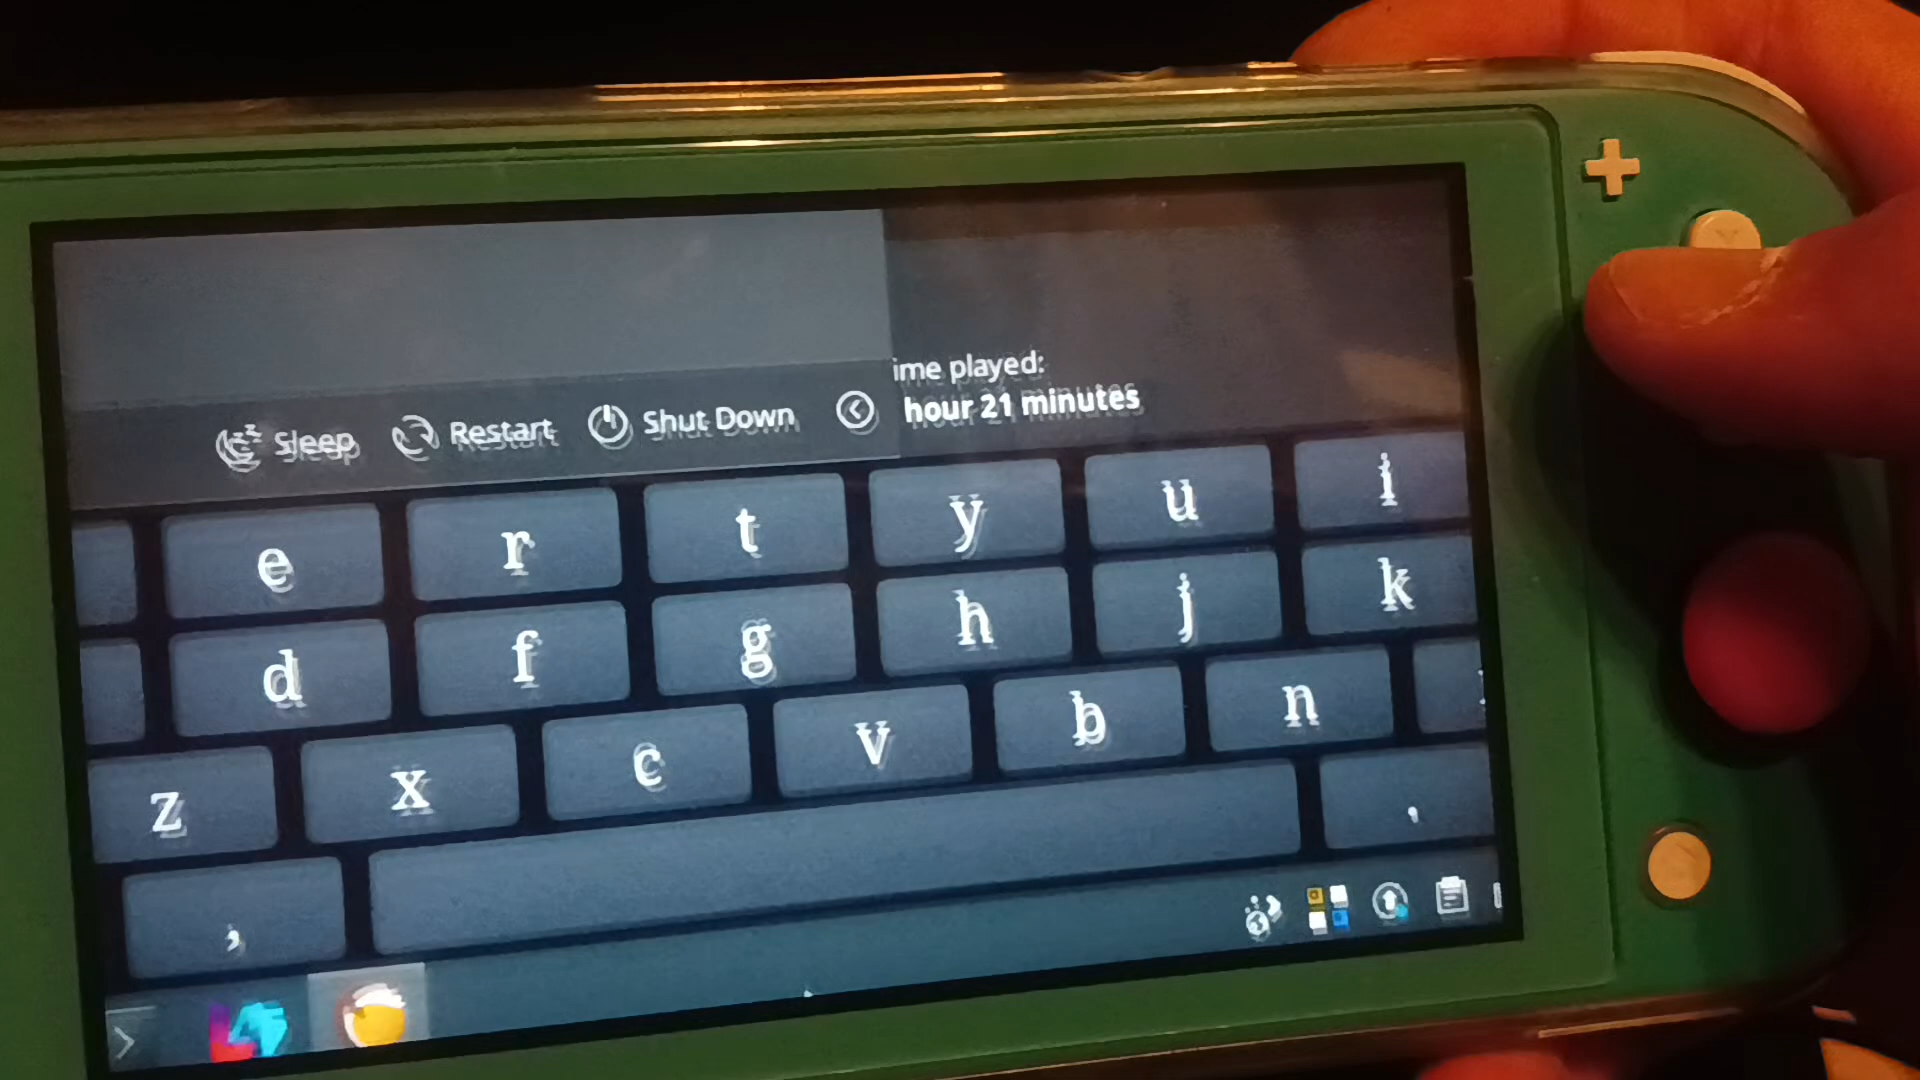 ime played:
Sleep Restart Shut Down hour 21 minutes
e r t y u i
d f g h j k
z x c v b n
, .